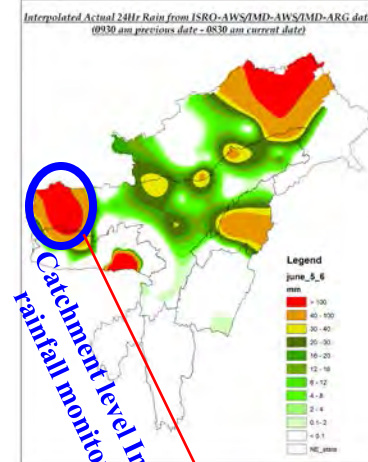 Interpolated Actual 24Hr Rain from ISRO-AWS/IMD-AWS/IMD-ARG dat
(0930 am previous date - 0830 am current date)
Catchment level In
rainfall monito
Legend
june_5_6
mm
> 100
40 - 100
30 - 40
20 - 30
16 - 20
12 - 16
8 - 12
4 - 8
2 - 4
0.1 - 2
< 0.1
NE_states